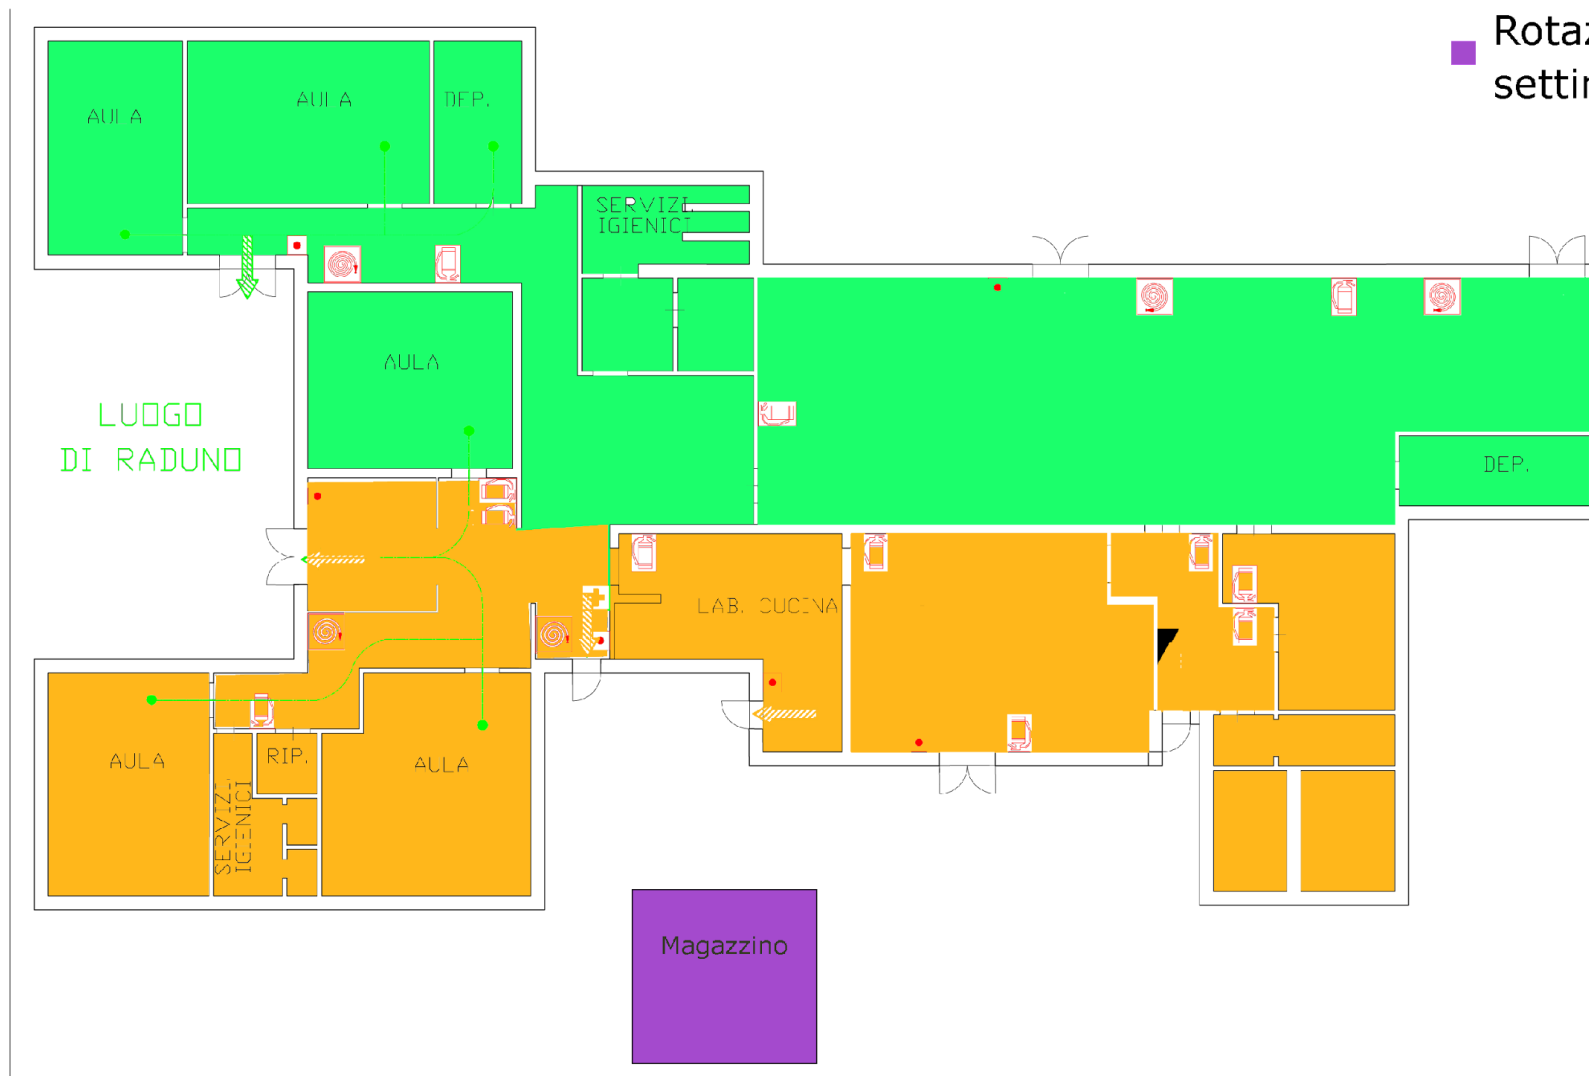 Rotaz
settin
AULA
AULA
DEP.
SERVIZI
IGIENICI
AULA
LUOGO
DI RADUNO
DEP.
LAB. CUCINA
AULA
RIP.
AULA
SERVIZI
IGIENICI
Magazzino